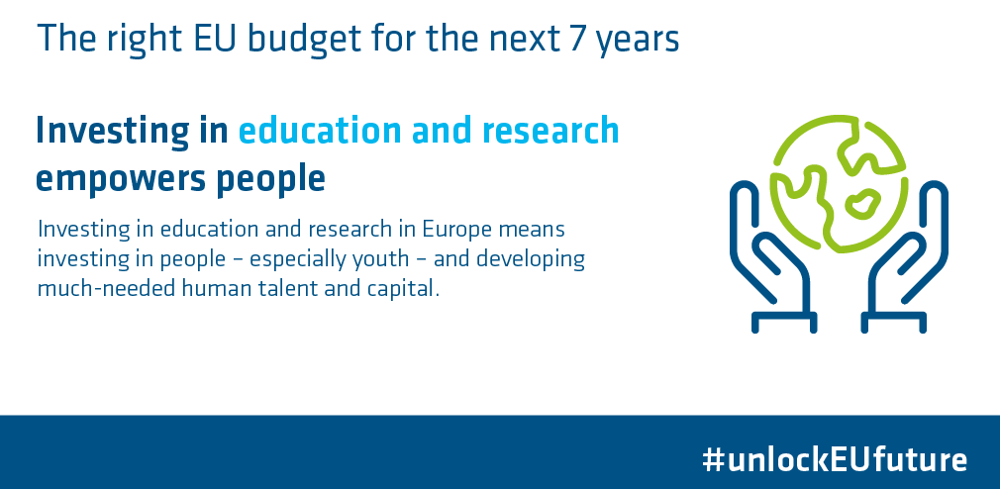 The right EU budget for the next 7 years
Investing in education and research
empowers people
Investing in education and research in Europe means
investing in people – especially youth – and developing
much-needed human talent and capital.
#unlockEUfuture